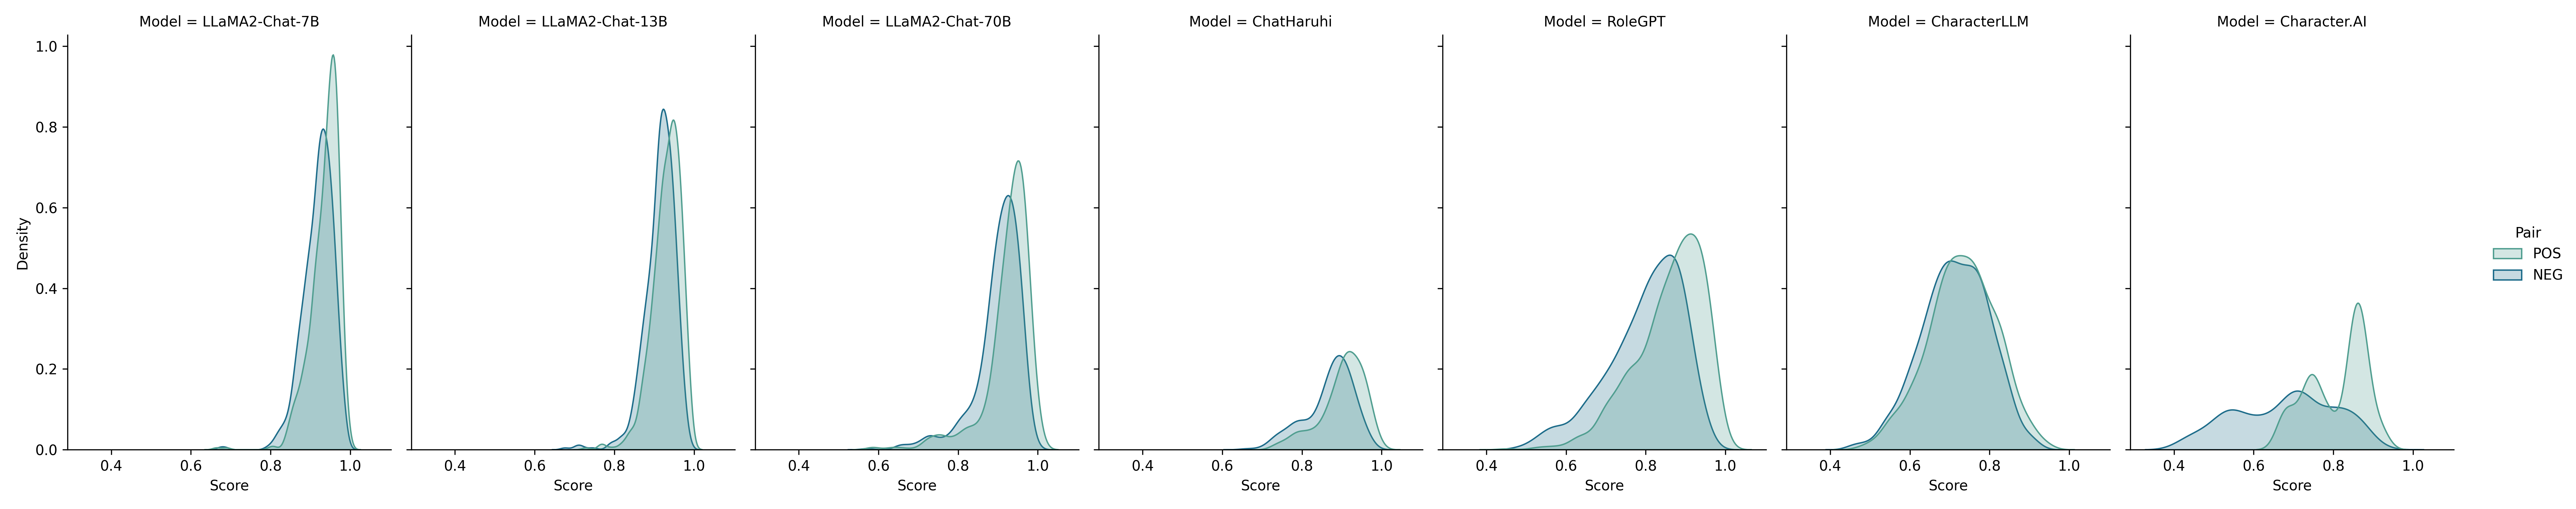 Model = LLaMA2-Chat-7B
Model = LLaMA2-Chat-13B
Model = LLaMA2-Chat-70B
Model = ChatHaruhi
Model = RoleGPT
Model = CharacterLLM
Model = Character.AI
1.0
0.8
0.6
0.4
0.2
0.0
Density
0.4 0.6 0.8 1.0
Score
0.4 0.6 0.8 1.0
Score
0.4 0.6 0.8 1.0
Score
0.4 0.6 0.8 1.0
Score
0.4 0.6 0.8 1.0
Score
0.4 0.6 0.8 1.0
Score
0.4 0.6 0.8 1.0
Score
Pair
POS
NEG